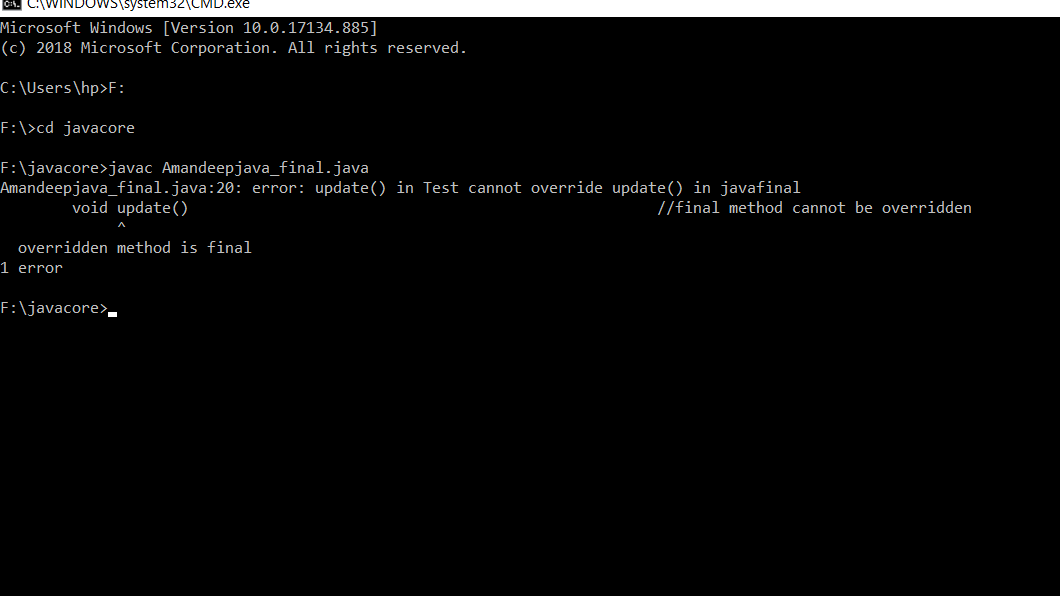 C:\WINDOWS\system32\CMD.exe
Microsoft Windows [Version 10.0.17134.885]
(c) 2018 Microsoft Corporation. All rights reserved.
C:\Users\hp>F:
F:\>cd javacore
F:\javacore>javac Amandeepjava_final.java
Amandeepjava_final.java:20: error: update() in Test cannot override update() in javafinal
        void update()                                                    //final method cannot be overridden
             ^
  overridden method is final
1 error
F:\javacore>